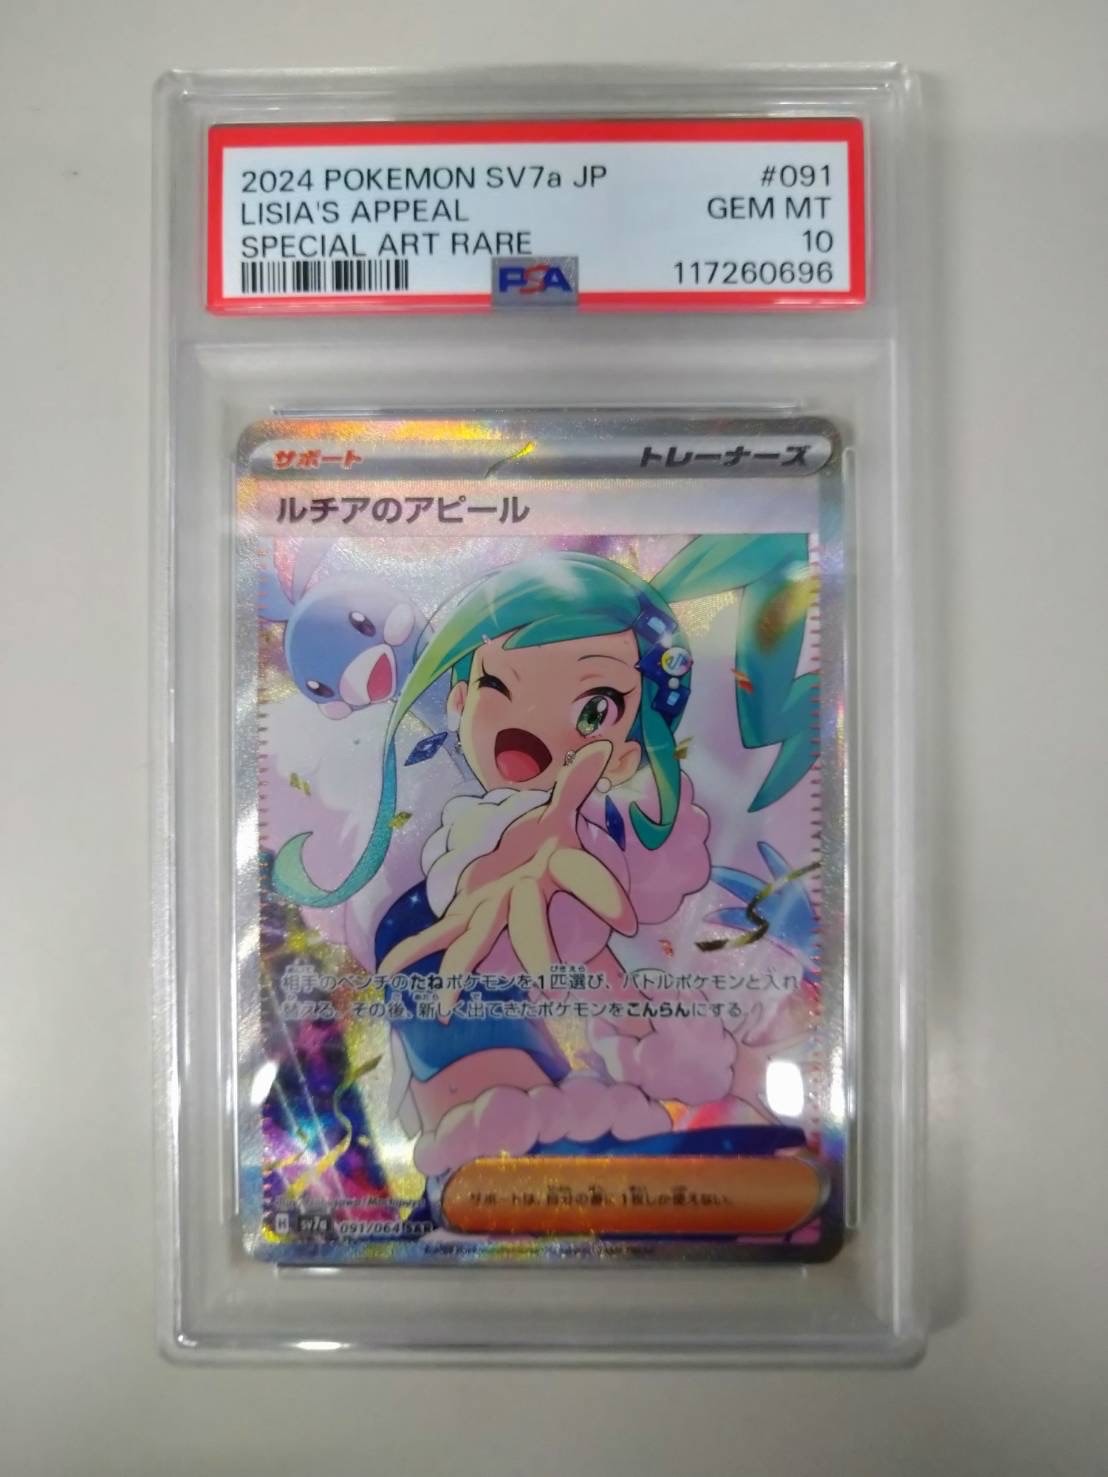 2024 POKEMON SV7a JP #091
LISIA'S APPEAL GEM MT
SPECIAL ART RARE 10
PSA 117260696
サポート トレーナーズ
ルチアのアピール
相手のベンチのたねポケモンを1匹選び、バトルポケモンと入れ
替える。その後、新しく出てきたポケモンをこんらんにする。
サポートは、自分の番に1枚しか使えない。
H sv7a 091/064 SAR